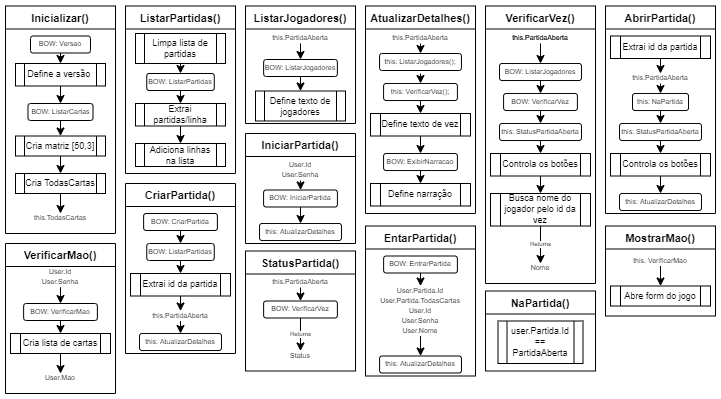 Inicializar()
BOW: Versao
Define a versão
BOW: ListarCartas
Cria matriz [50,3]
Cria TodasCartas
this.TodasCartas
VerificarMao()
User.Id
User.Senha
BOW: VerificarMao
Cria lista de cartas
User.Mao
ListarPartidas()
Limpa lista de
partidas
BOW: ListarPartidas
Extrai
partidas/linha
Adiciona linhas
na lista
CriarPartida()
BOW: CriarPartida
BOW: ListarPartidas
Extrai id da partida
this.PartidaAberta
this: AtualizarDetalhes
ListarJogadores()
this.PartidaAberta
BOW: ListarJogadores
Define texto de
jogadores
IniciarPartida()
User.Id
User.Senha
BOW: IniciarPartida
this: AtualizarDetalhes
StatusPartida()
this.PartidaAberta
BOW: VerificarVez
Returns
Status
AtualizarDetalhes()
this.PartidaAberta
this: ListarJogadores();
this: VerificarVez();
Define texto de vez
BOW: ExibirNarracao
Define narração
EntarPartida()
BOW: EntrarPartida
User.Partida.Id
User.Partida.TodasCartas
User.Id
User.Senha
User.Nome
this: AtualizarDetalhes
VerificarVez()
this.PartidaAberta
BOW: ListarJogadores
BOW: VerificarVez
this: StatusPartidaAberta
Controla os botões
Busca nome do
jogador pelo id da
vez
Returns
Nome
NaPartida()
user.Partida.Id
==
PartidaAberta
AbrirPartida()
Extrai id da partida
this.PartidaAberta
this: NaPartida
this: StatusPartidaAberta
Controla os botões
this: AtualizarDetalhes
MostrarMao()
this. VerificarMao
Abre form do jogo